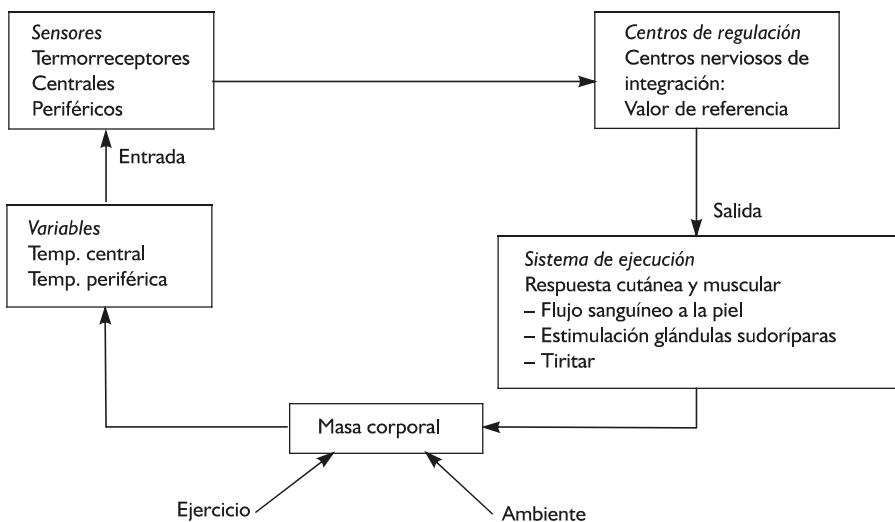 Sensores
Termorreceptores
Centrales
Periféricos
Centros de regulación
Centros nerviosos de
integración:
Valor de referencia
Entrada
Salida
Variables
Temp. central
Temp. periférica
Sistema de ejecución
Respuesta cutánea y muscular
– Flujo sanguíneo a la piel
– Estimulación glándulas sudoríparas
– Tiritar
Masa corporal
Ejercicio
Ambiente